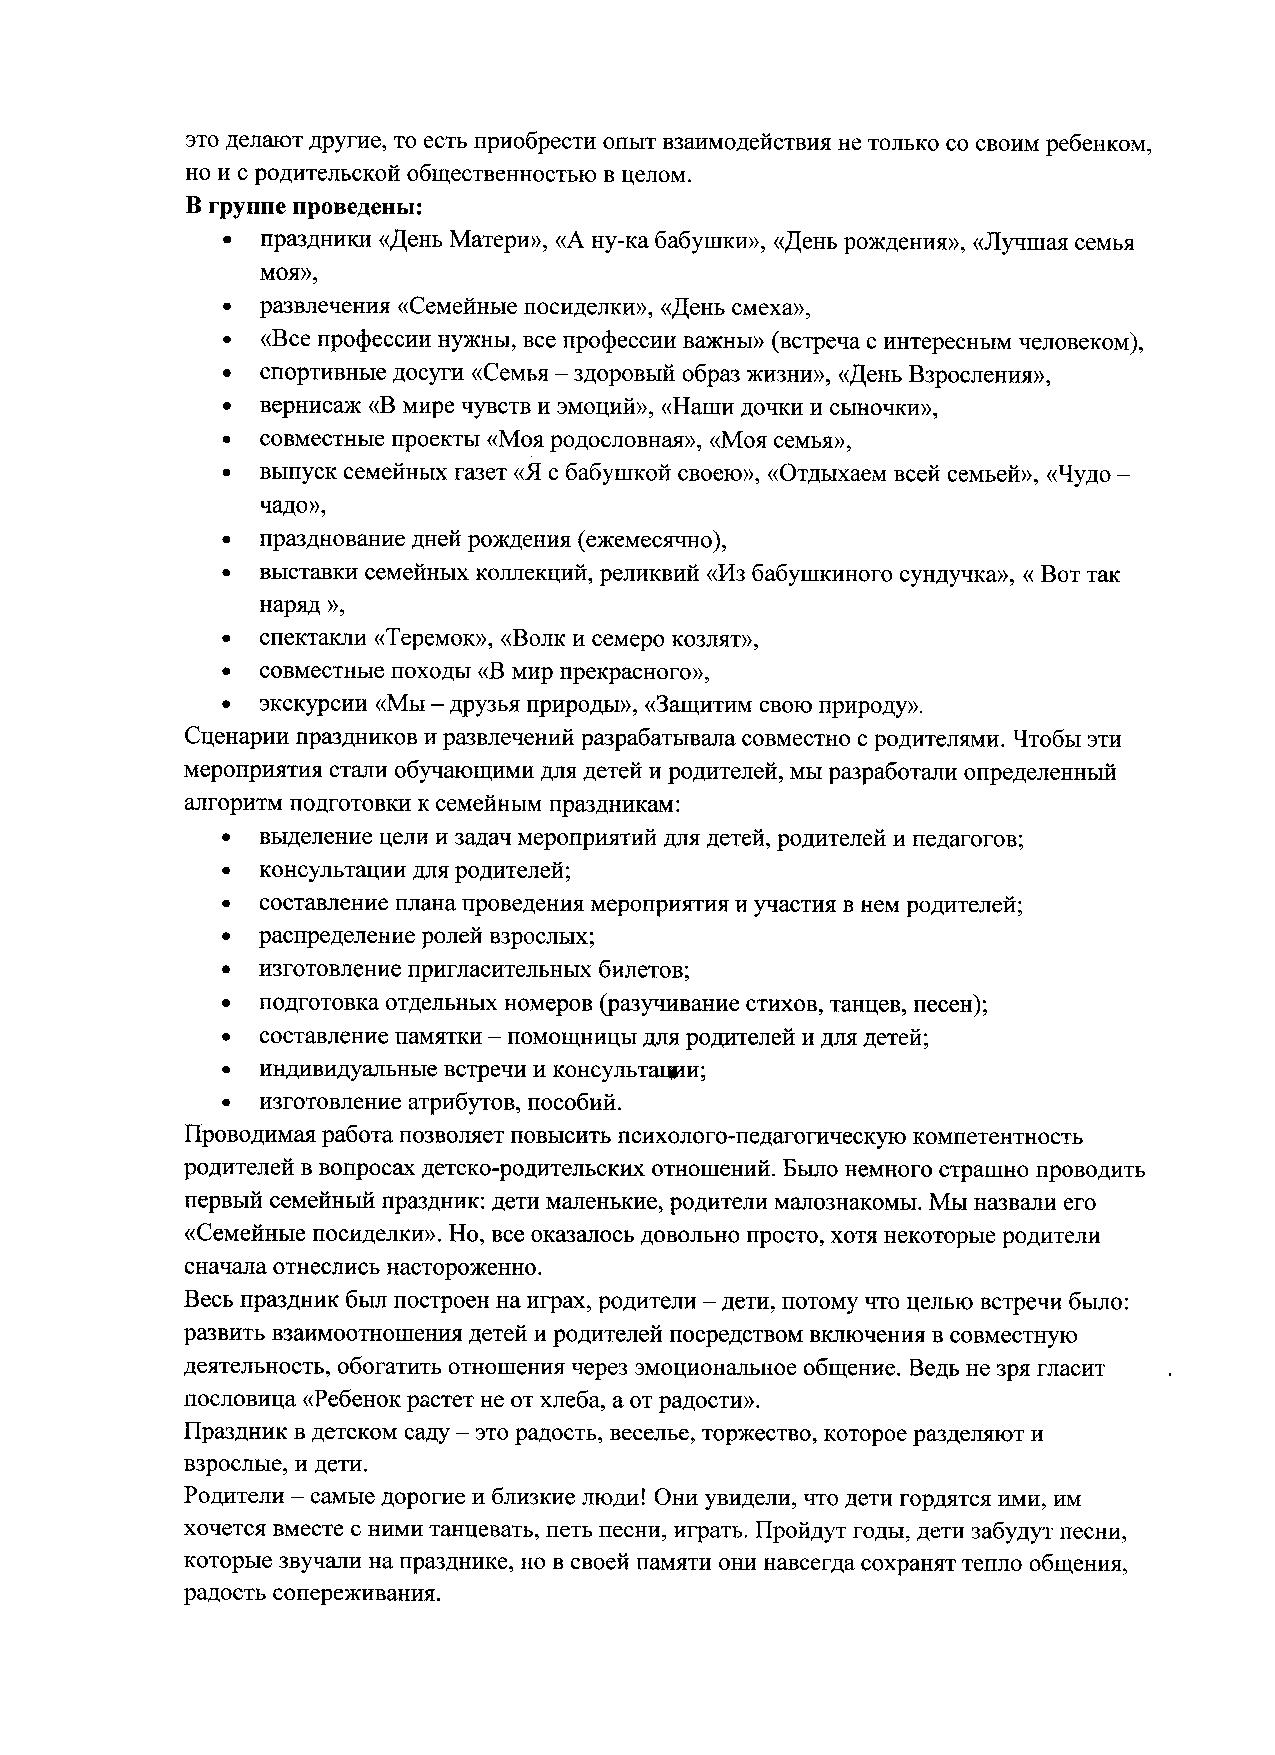 это делают другие, то есть приобрести опыт взаимодействия не только со своим ребенком,
но и с родительской общественностью в целом.
В группе проведены:
• праздники «День Матери», «А ну-ка бабушки», «День рождения», «Лучшая семья
моя»,
• развлечения «Семейные посиделки», «День смеха»,
• «Все профессии нужны, все профессии важны» (встреча с интересным человеком),
• спортивные досуги «Семья – здоровый образ жизни», «День Взросления»,
• вернисаж «В мире чувств и эмоций», «Наши дочки и сыночки»,
• совместные проекты «Моя родословная», «Моя семья»,
• выпуск семейных газет «Я с бабушкой своею», «Отдыхаем всей семьей», «Чудо –
чадо»,
• празднование дней рождения (ежемесячно),
• выставки семейных коллекций, реликвий «Из бабушкиного сундучка», « Вот так
наряд »,
• спектакли «Теремок», «Волк и семеро козлят»,
• совместные походы «В мир прекрасного»,
• экскурсии «Мы – друзья природы», «Защитим свою природу».
Сценарии праздников и развлечений разрабатывала совместно с родителями. Чтобы эти
мероприятия стали обучающими для детей и родителей, мы разработали определенный
алгоритм подготовки к семейным праздникам:
• выделение цели и задач мероприятий для детей, родителей и педагогов;
• консультации для родителей;
• составление плана проведения мероприятия и участия в нем родителей;
• распределение ролей взрослых;
• изготовление пригласительных билетов;
• подготовка отдельных номеров (разучивание стихов, танцев, песен);
• составление памятки – помощницы для родителей и для детей;
• индивидуальные встречи и консультации;
• изготовление атрибутов, пособий.
Проводимая работа позволяет повысить психолого-педагогическую компетентность
родителей в вопросах детско-родительских отношений. Было немного страшно проводить
первый семейный праздник: дети маленькие, родители малознакомы. Мы назвали его
«Семейные посиделки». Но, все оказалось довольно просто, хотя некоторые родители
сначала отнеслись настороженно.
Весь праздник был построен на играх, родители – дети, потому что целью встречи было:
развить взаимоотношения детей и родителей посредством включения в совместную
деятельность, обогатить отношения через эмоциональное общение. Ведь не зря гласит
пословица «Ребенок растет не от хлеба, а от радости».
Праздник в детском саду – это радость, веселье, торжество, которое разделяют и
взрослые, и дети.
Родители – самые дорогие и близкие люди! Они увидели, что дети гордятся ими, им
хочется вместе с ними танцевать, петь песни, играть. Пройдут годы, дети забудут песни,
которые звучали на празднике, но в своей памяти они навсегда сохранят тепло общения,
радость сопереживания.